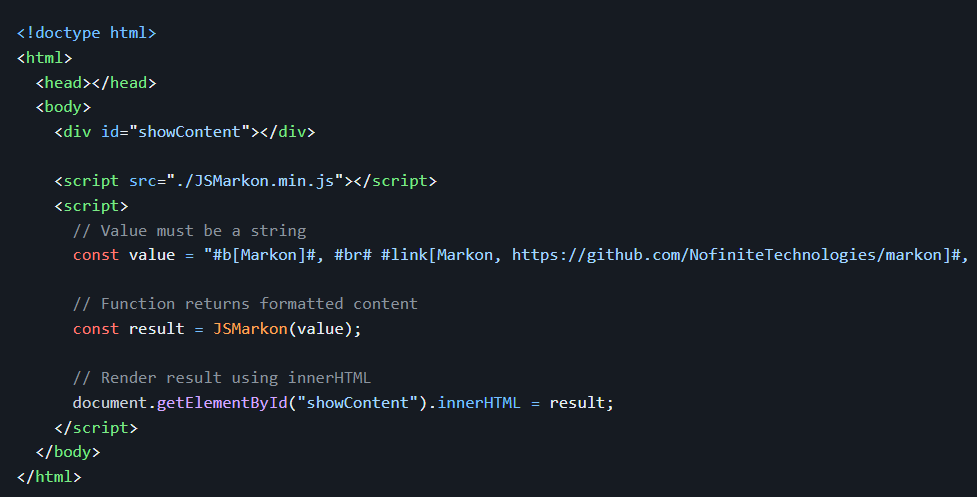 <!doctype html>
<html>
  <head></head>
  <body>
    <div id="showContent"></div>

    <script src="./JSMarkon.min.js"></script>
    <script>
      // Value must be a string
      const value = "#b[Markon]#, #br# #link[Markon, https://github.com/NofiniteTechnologies/markon]#,

      // Function returns formatted content
      const result = JSMarkon(value);

      // Render result using innerHTML
      document.getElementById("showContent").innerHTML = result;
    </script>
  </body>
</html>